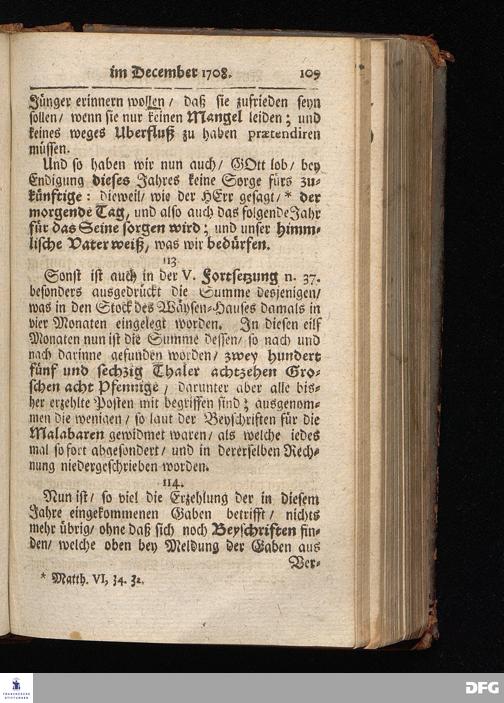 im December 1708. 109
Jünger erinnern wollen / daß sie zufrieden seyn
sollen / wenn sie nur keinen Mangel leiden; und
keines weges Uberfluß zu haben prætendiren
müssen.
Und so haben wir nun auch / GOtt lob / bey
Endigung dieses Jahres keine Sorge fürs zu-
künftige: dieweil / wie der HErr gesagt / * der
morgende Tag, und also auch das folgende Jahr
für das Seine sorgen wird; und unser himm-
lische Vater weiß, was wir bedürfen.
113
Sonst ist auch in der V. Fortsetzung n. 37.
besonders ausgedrückt die Summe desjenigen /
was in den Stock des Wäysen-Hauses damals in
vier Monaten eingelegt worden. In diesen eilf
Monaten nun ist die Summe dessen / so nach und
nach darinne gefunden worden / zwey hundert
fünf und sechzig Thaler achtzehen Gro-
schen acht Pfennige, darunter aber alle bis-
her erzehlte Posten mit begriffen sind; ausgenom-
men die wenigen / so laut der Beyschriften für die
Malabaren gewidmet waren / als welche iedes
mal so fort abgesondert / und in dererselben Rech-
nung niedergeschrieben worden.
114.
Nun ist / so viel die Erzehlung der in diesem
Jahre eingekommenen Gaben betrifft / nichts
mehr übrig / ohne daß sich noch Beyschriften fin-
den / welche oben bey Meldung der Gaben aus
Ver-
* Matth. VI, 34. 32.
FRANCKESCHE
STIFTUNGEN
DFG